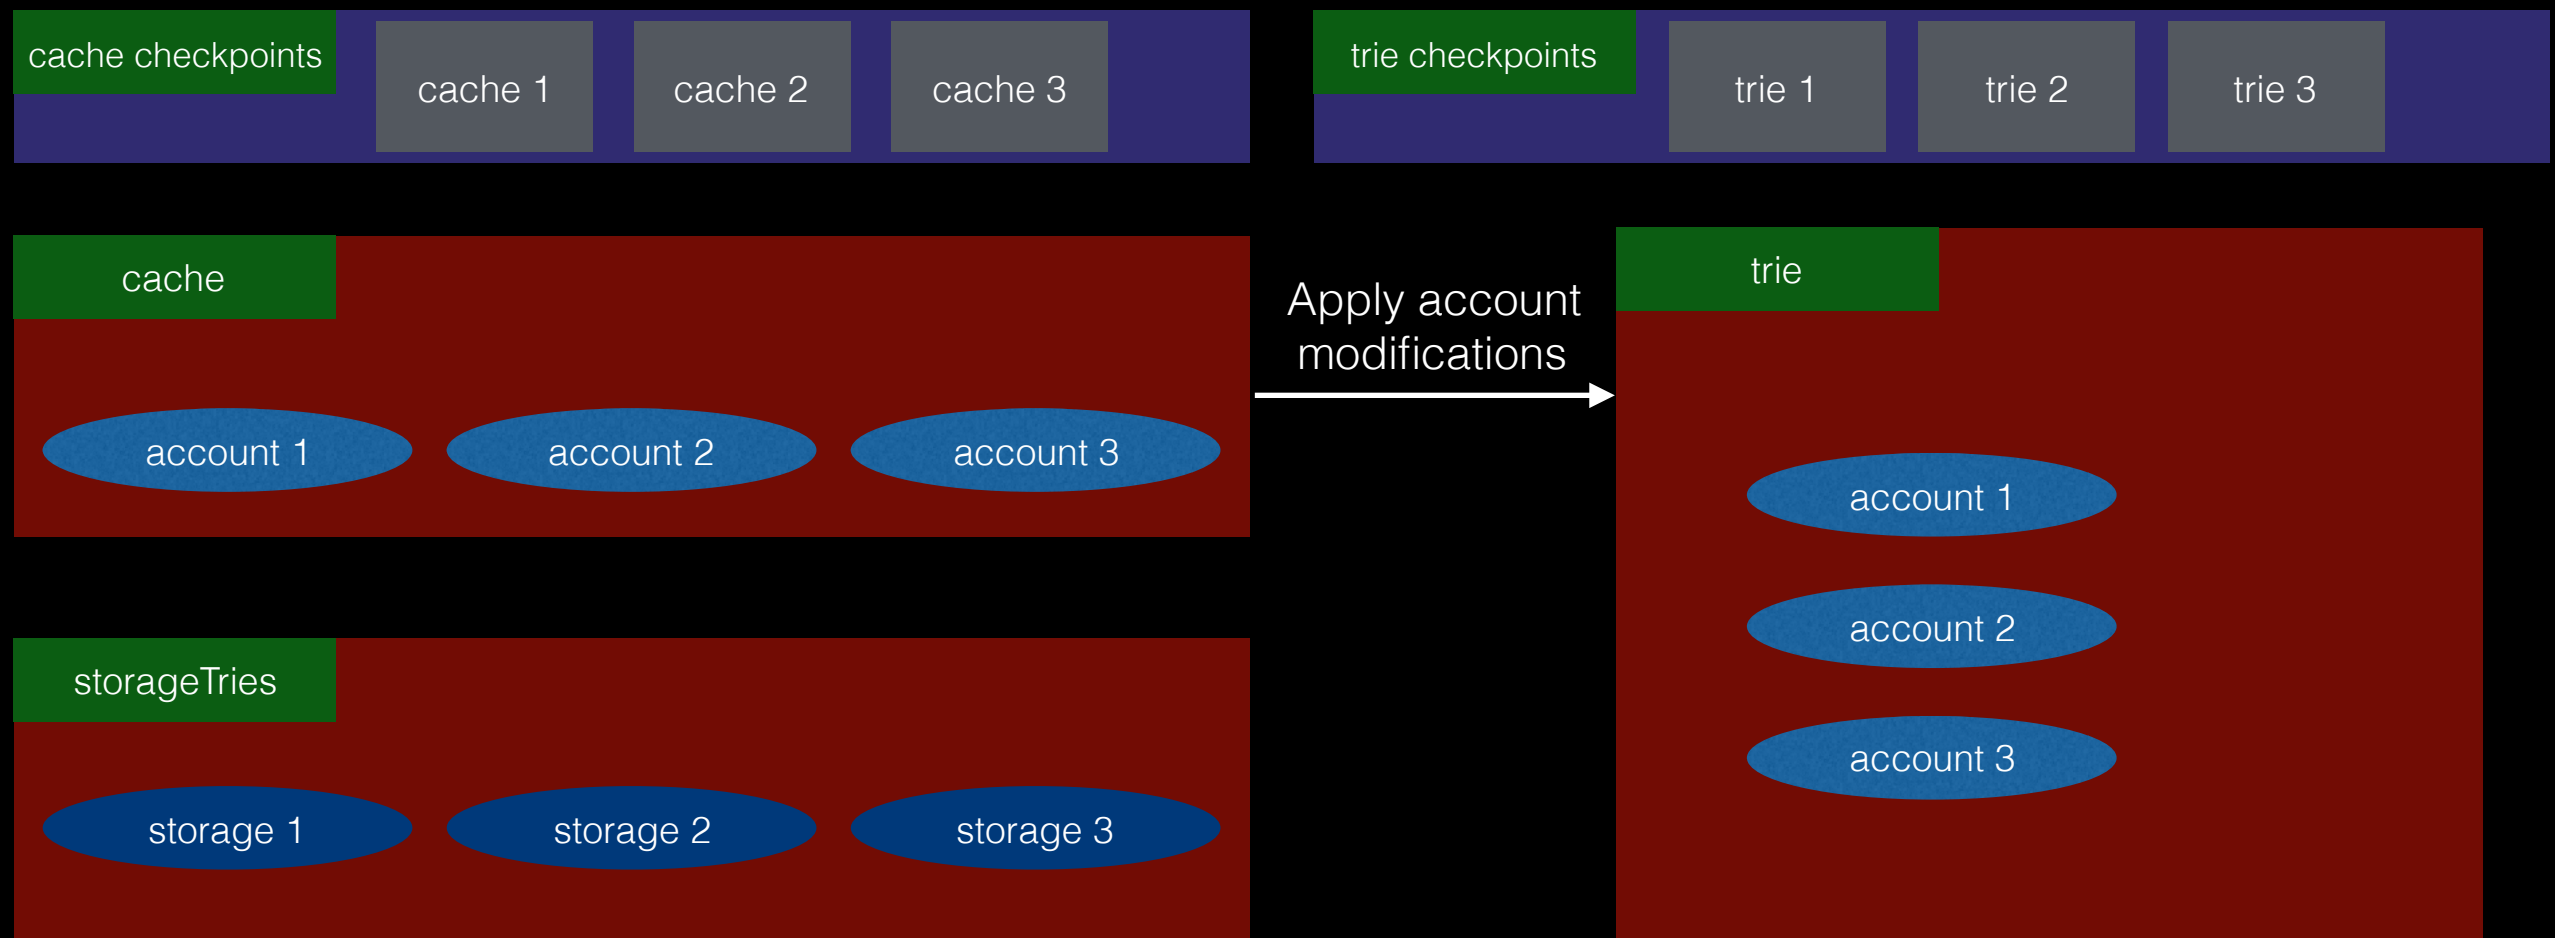 cache checkpoints
cache 1
cache 2
cache 3
trie checkpoints
trie 1
trie 2
trie 3
cache
account 1
account 2
account 3
Apply account
modifications
trie
account 1
account 2
account 3
storageTries
storage 1
storage 2
storage 3